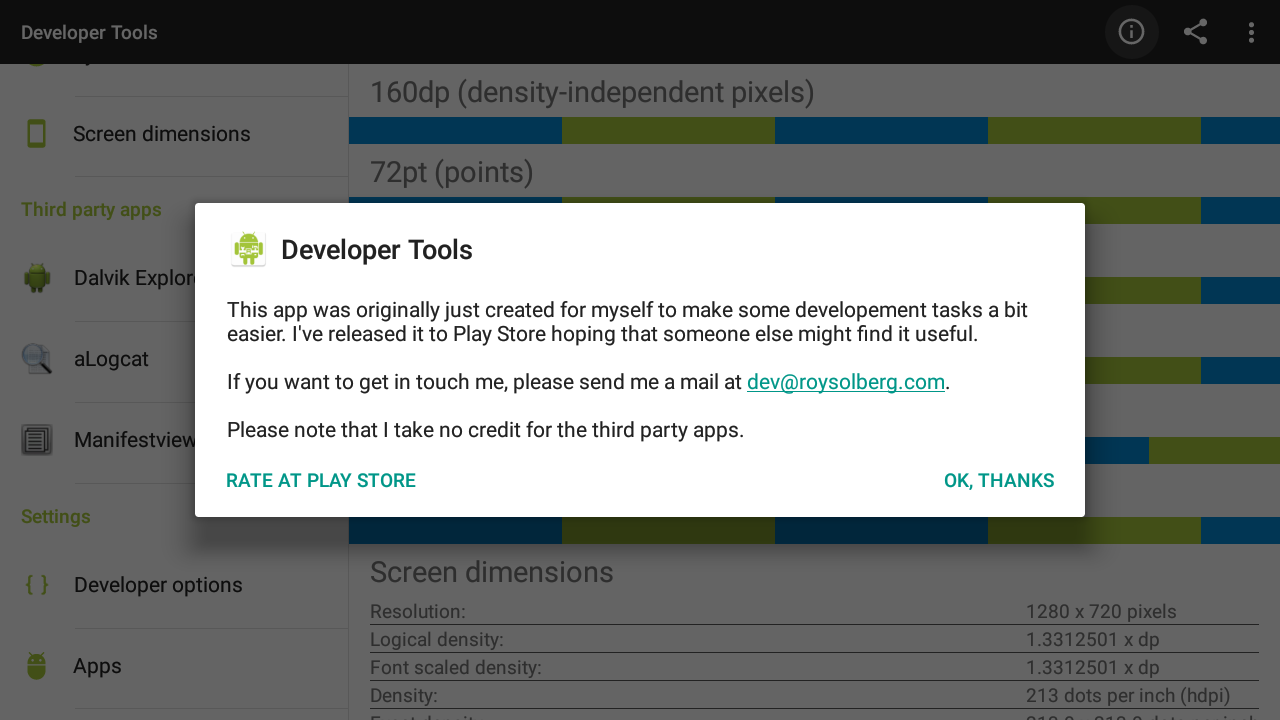 Developer Tools
Screen dimensions
Third party apps
Dalvik Explor
aLogcat
Manifestview
Settings
Developer options
Apps
160dp (density-independent pixels)
72pt (points)
Developer Tools
This app was originally just created for myself to make some developement tasks a bit
easier. I've released it to Play Store hoping that someone else might find it useful.
If you want to get in touch me, please send me a mail at dev@roysolberg.com.
Please note that I take no credit for the third party apps.
RATE AT PLAY STORE
OK, THANKS
Screen dimensions
Resolution: 1280 x 720 pixels
Logical density: 1.3312501 x dp
Font scaled density: 1.3312501 x dp
Density: 213 dots per inch (hdpi)